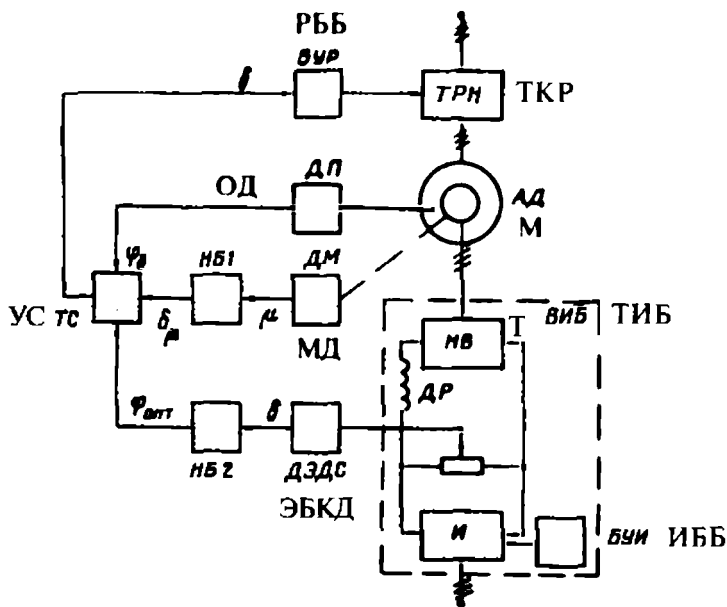 РББ
ВУР
δ
ТРН ТКР
ДП
ОД
АД
М
φ₀
НБ1
ДМ
УС ТС
δμ
μ
МД
ВИБ ТИБ
НВ Т
ДР
φопт
δ
НБ2
ДЭДС
ЭБКД
И
БУИ ИББ